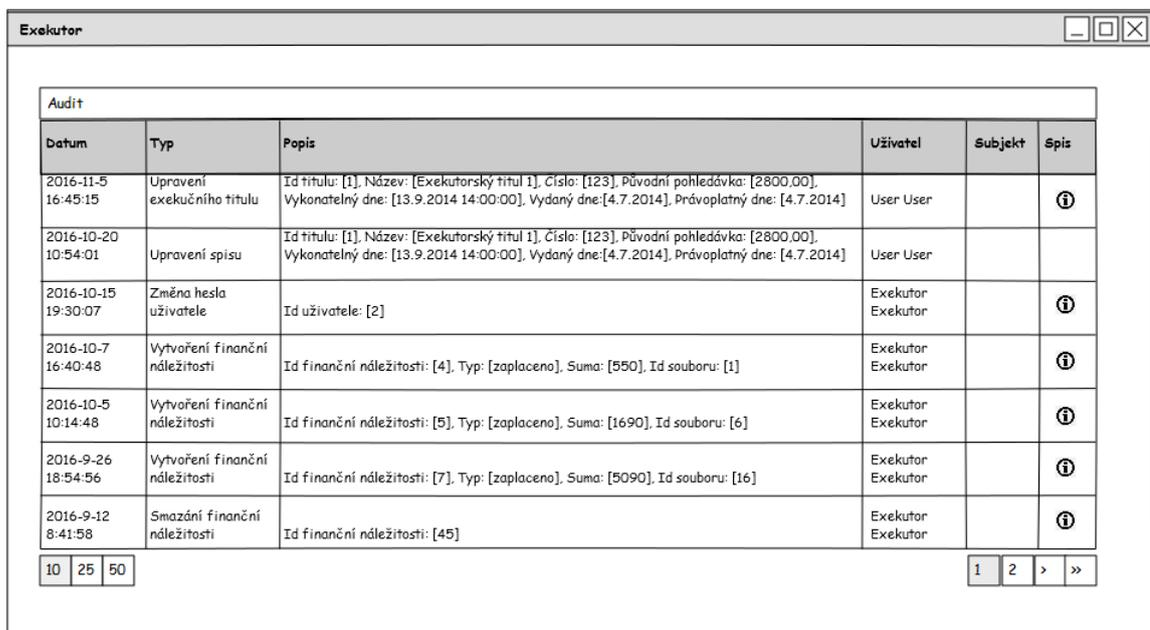 Exekutor
Audit
Datum Typ Popis Uživatel Subjekt Spis
2016-11-5 Upravení Id titulu: [1], Název: [Exekutorský titul 1], Číslo: [123], Původní pohledávka: [2800,00],
16:45:15 exekučního titulu Vykonatelný dne: [13.9.2014 14:00:00], Vydaný dne:[4.7.2014], Právoplatný dne: [4.7.2014] User User
2016-10-20 Id titulu: [1], Název: [Exekutorský titul 1], Číslo: [123], Původní pohledávka: [2800,00],
10:54:01 Upravení spisu Vykonatelný dne: [13.9.2014 14:00:00], Vydaný dne:[4.7.2014], Právoplatný dne: [4.7.2014] User User
2016-10-15 Změna hesla Exekutor
19:30:07 uživatele Id uživatele: [2] Exekutor
2016-10-7 Vytvoření finanční Exekutor
16:40:48 náležitosti Id finanční náležitosti: [4], Typ: [zaplaceno], Suma: [550], Id souboru: [1] Exekutor
2016-10-5 Vytvoření finanční Exekutor
10:14:48 náležitosti Id finanční náležitosti: [5], Typ: [zaplaceno], Suma: [1690], Id souboru: [6] Exekutor
2016-9-26 Vytvoření finanční Exekutor
18:54:56 náležitosti Id finanční náležitosti: [7], Typ: [zaplaceno], Suma: [5090], Id souboru: [16] Exekutor
2016-9-12 Smazání finanční Exekutor
8:41:58 náležitosti Id finanční náležitosti: [45] Exekutor
10 25 50 1 2 › »